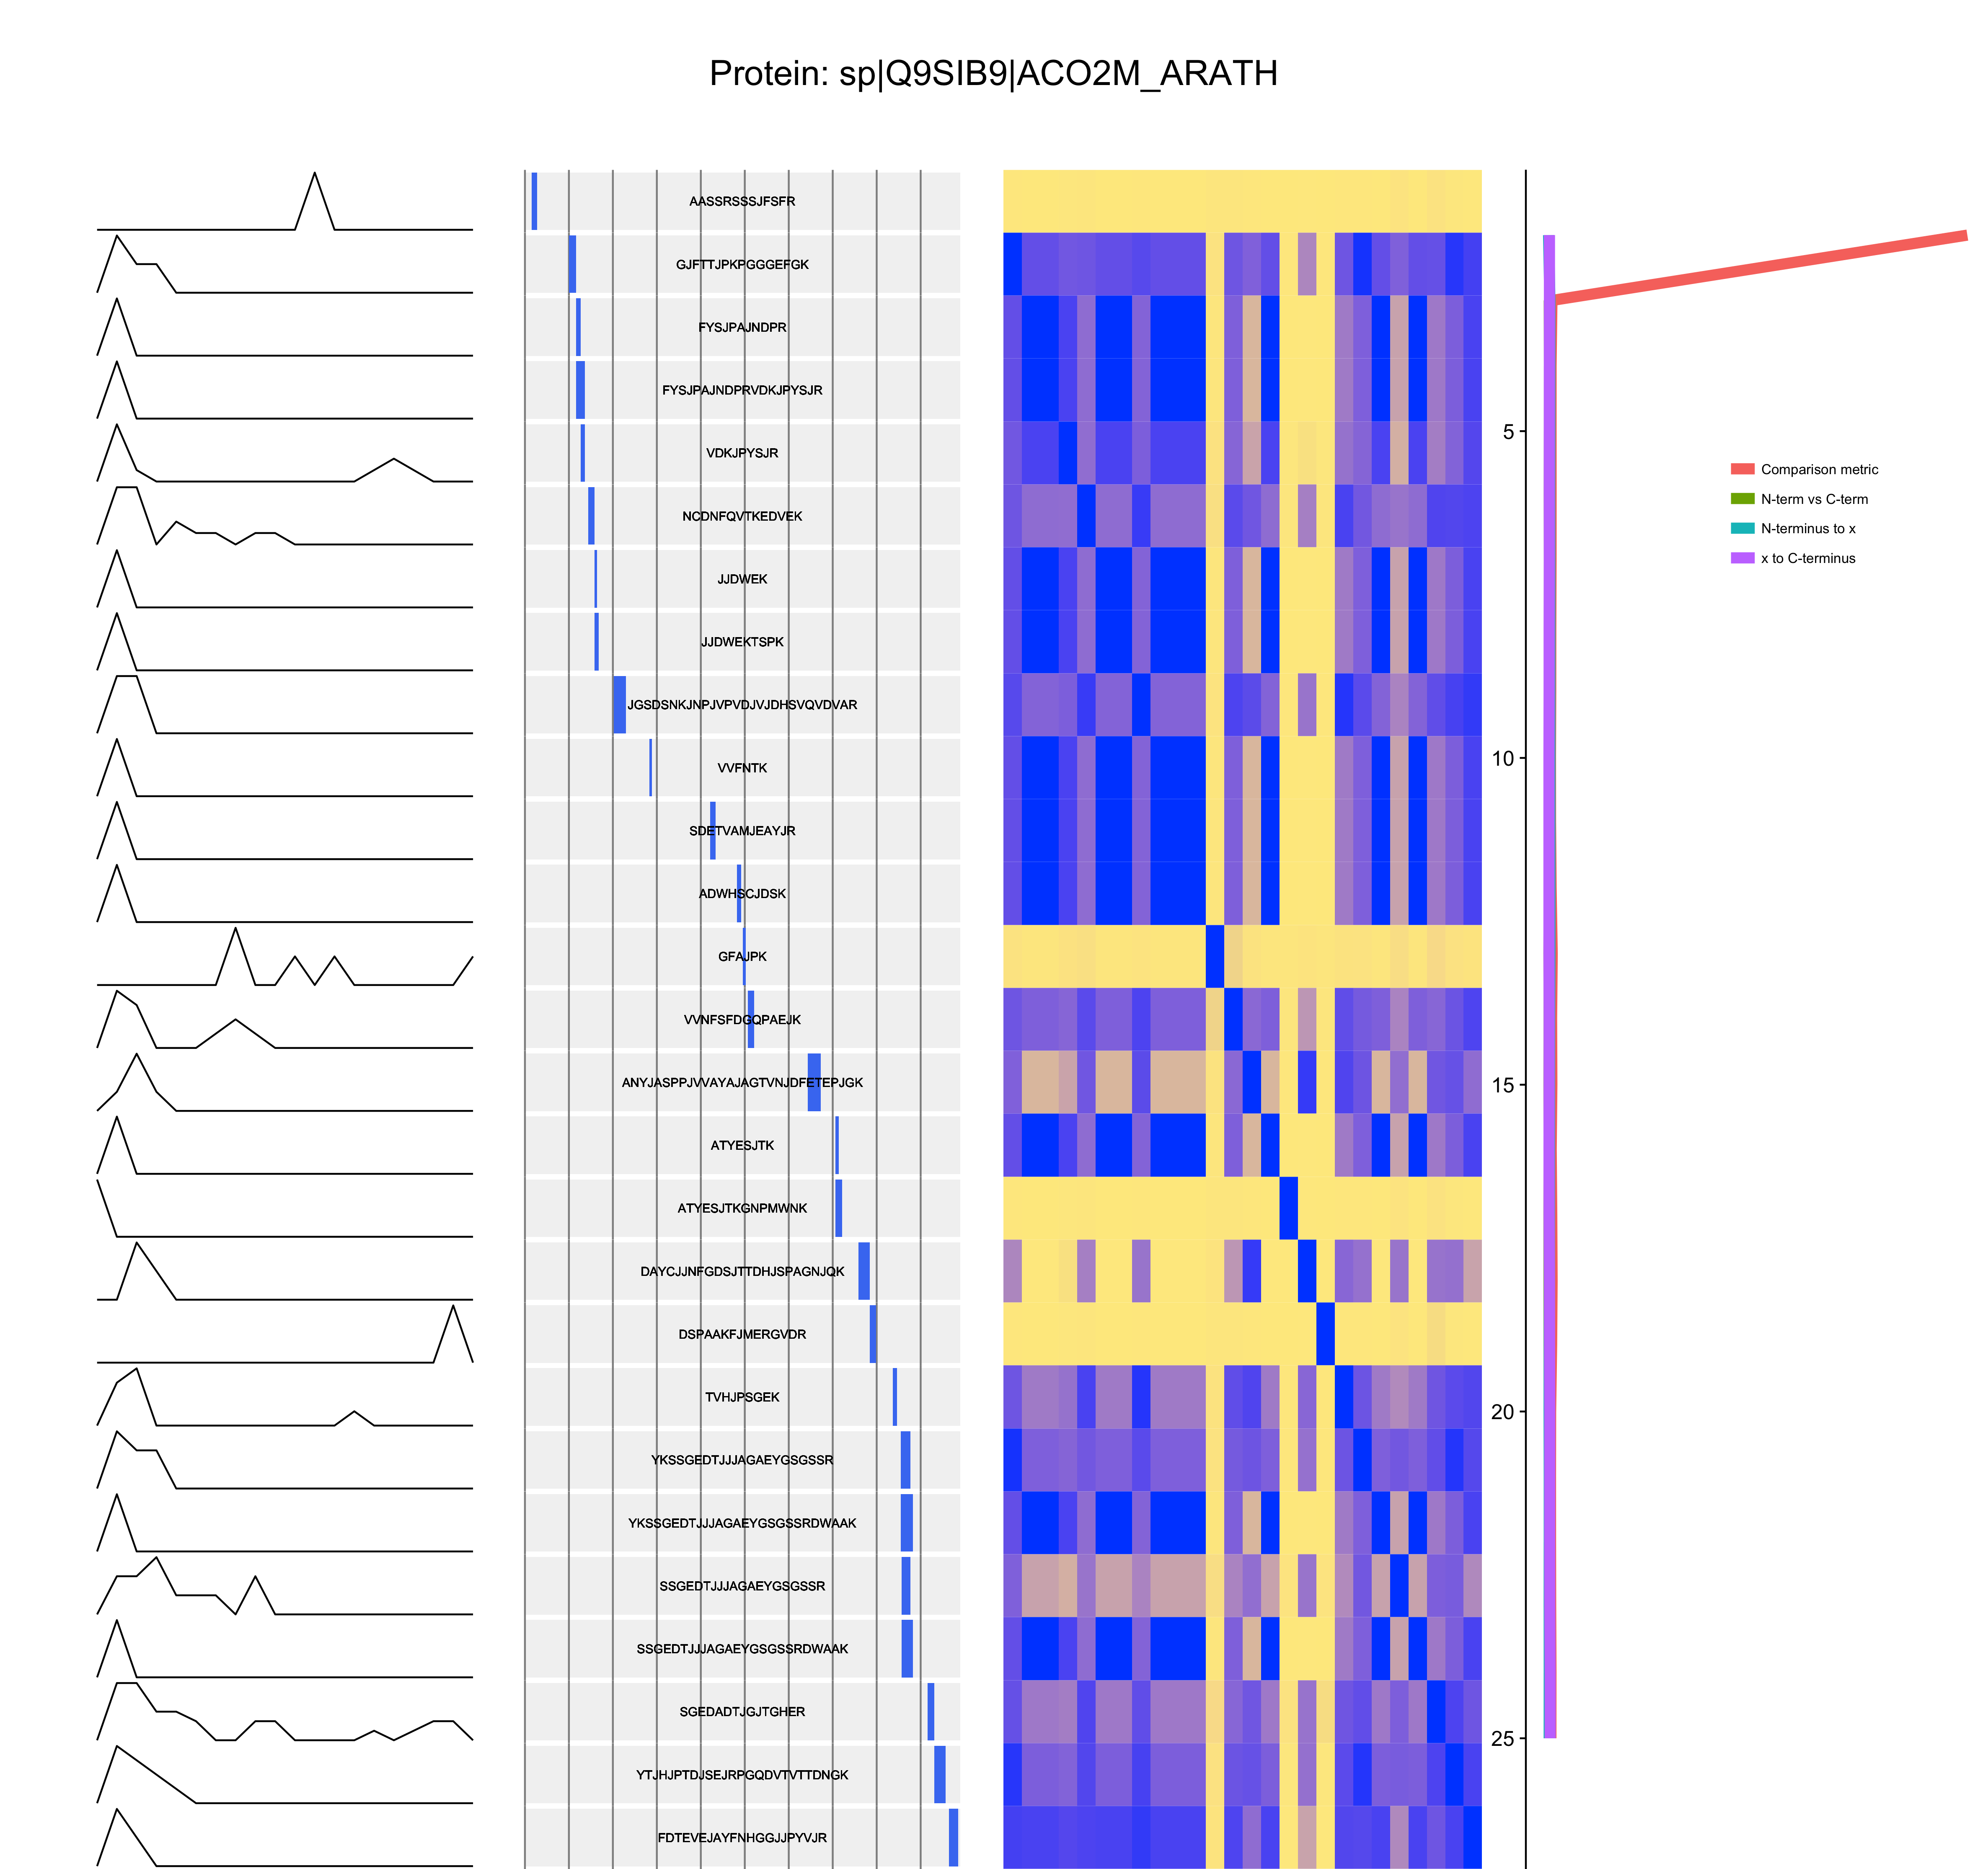 Protein: sp|Q9SIB9|ACO2M_ARATH
AASSRSSSJFSFR
GJFTTJPKPGGGEFGK
FYSJPAJNDPR
FYSJPAJNDPRVDKJPYSJR
5
VDKJPYSJR
Comparison metric
N-term vs C-term
NCDNFQVTKEDVEK
N-terminus to x
x to C-terminus
JJDWEK
JJDWEKTSPK
JGSDSNKJNPJVPVDJVJDHSVQVDVAR
10
VVFNTK
SDETVAMJEAYJR
ADWHSCJDSK
GFAJPK
VVNFSFDGQPAEJK
ANYJASPPJVVAYAJAGTVNJDFETEPJGK
15
ATYESJTK
ATYESJTKGNPMWNK
DAYCJJNFGDSJTTDHJSPAGNJQK
DSPAAKFJMERGVDR
TVHJPSGEK
20
YKSSGEDTJJJAGAEYGSGSSR
YKSSGEDTJJJAGAEYGSGSSRDWAAK
SSGEDTJJJAGAEYGSGSSR
SSGEDTJJJAGAEYGSGSSRDWAAK
SGEDADTJGJTGHER
25
YTJHJPTDJSEJRPGQDVTVTTDNGK
FDTEVEJAYFNHGGJJPYVJR